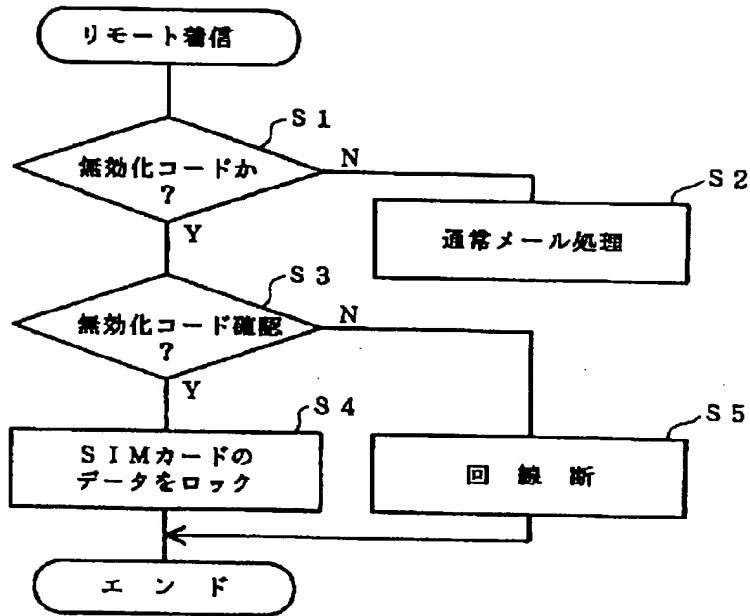 リモート着信
S1
無効化コードか
?
N
Y
S2
通常メール処理
S3
無効化コード確認
?
N
Y
S4
SIMカードの
データをロック
S5
回線断
エンド